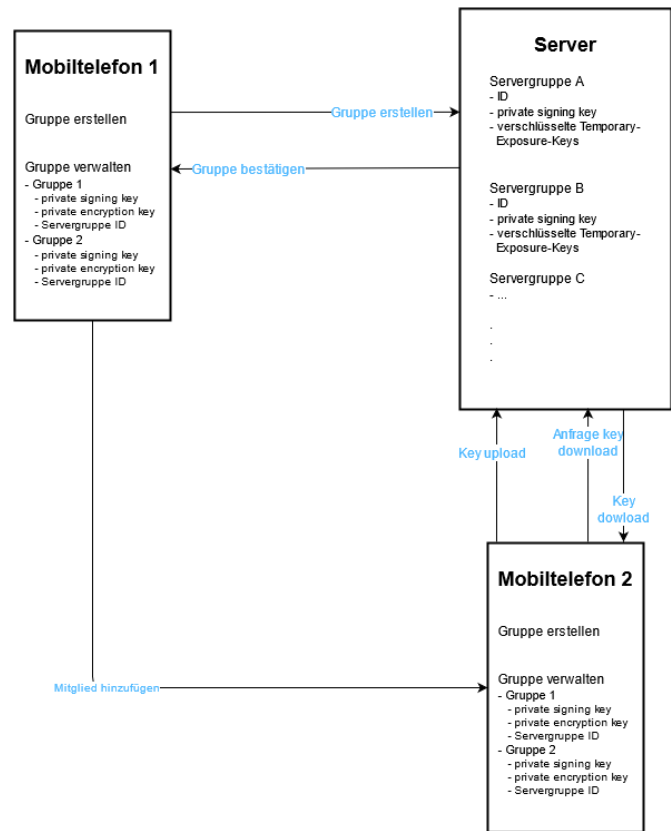 Mobiltelefon 1
Gruppe erstellen
Gruppe verwalten
- Gruppe 1
- private signing key
- private encryption key
- Servergruppe ID
- Gruppe 2
- private signing key
- private encryption key
- Servergruppe ID
Gruppe erstellen
Gruppe bestätigen
Server
Servergruppe A
- ID
- private signing key
- verschlüsselte Temporary-
Exposure-Keys
Servergruppe B
- ID
- private signing key
- verschlüsselte Temporary-
Exposure-Keys
Servergruppe C
- ...
.
.
.
Key upload
Anfrage key
download
Key
dowload
Mitglied hinzufügen
Mobiltelefon 2
Gruppe erstellen
Gruppe verwalten
- Gruppe 1
- private signing key
- private encryption key
- Servergruppe ID
- Gruppe 2
- private signing key
- private encryption key
- Servergruppe ID